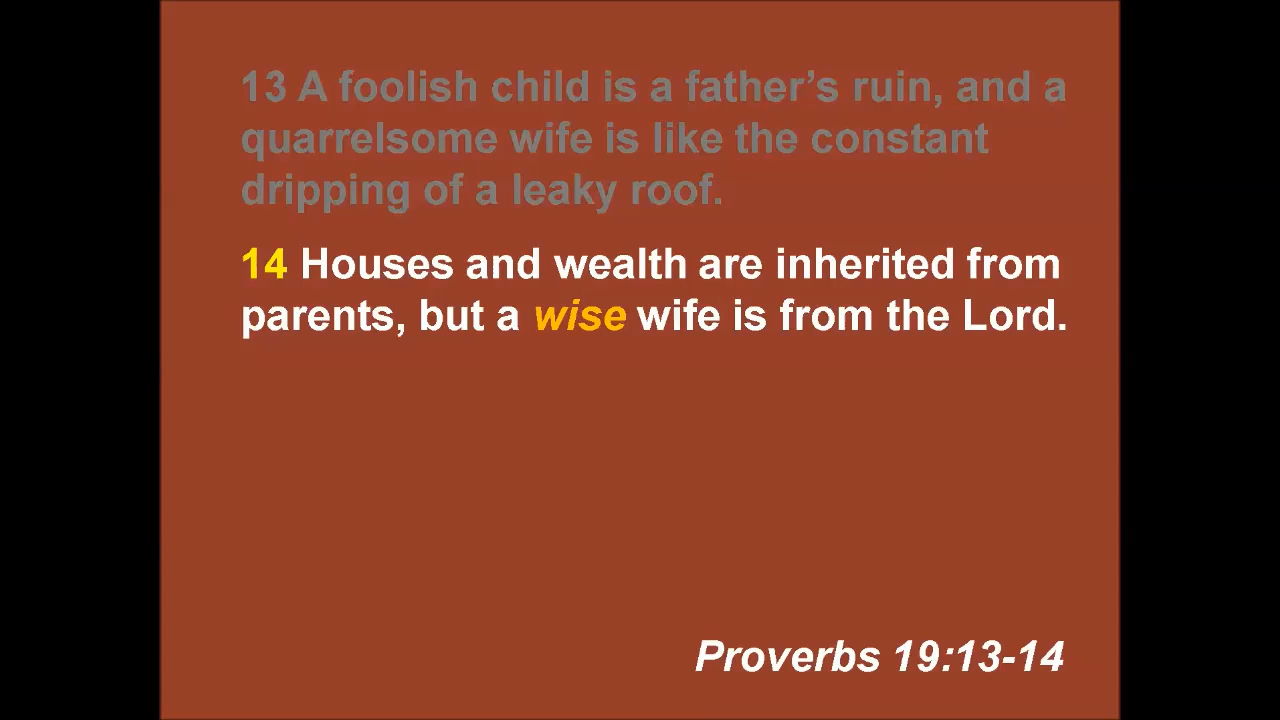 13 A foolish child is a father’s ruin, and a
quarrelsome wife is like the constant
dripping of a leaky roof.
14 Houses and wealth are inherited from
parents, but a wise wife is from the Lord.
Proverbs 19:13-14